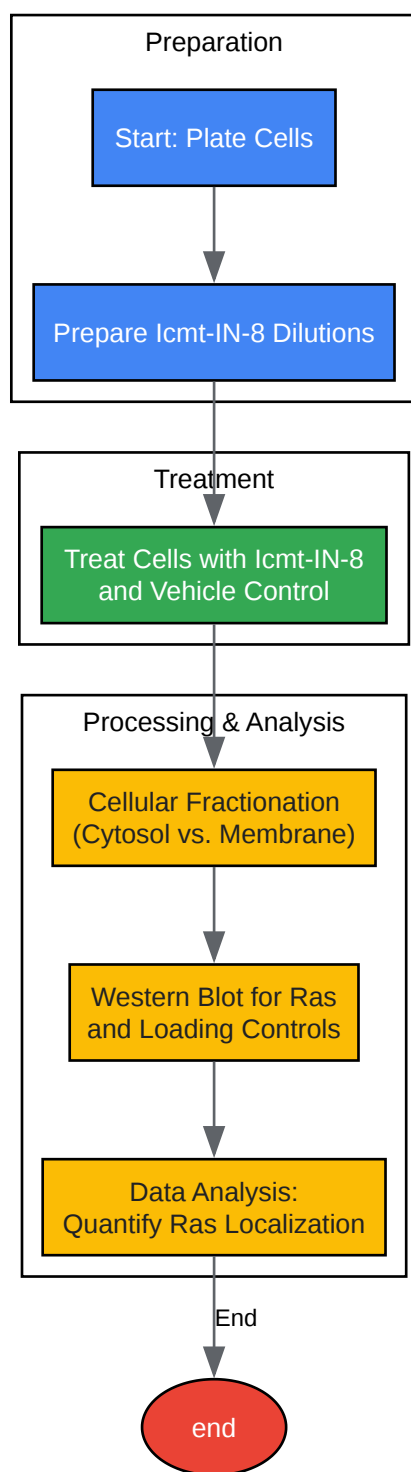 Preparation
Start: Plate Cells
Prepare Icmt-IN-8 Dilutions
Treatment
Treat Cells with Icmt-IN-8
and Vehicle Control
Processing & Analysis
Cellular Fractionation
(Cytosol vs. Membrane)
Western Blot for Ras
and Loading Controls
Data Analysis:
Quantify Ras Localization
End
end